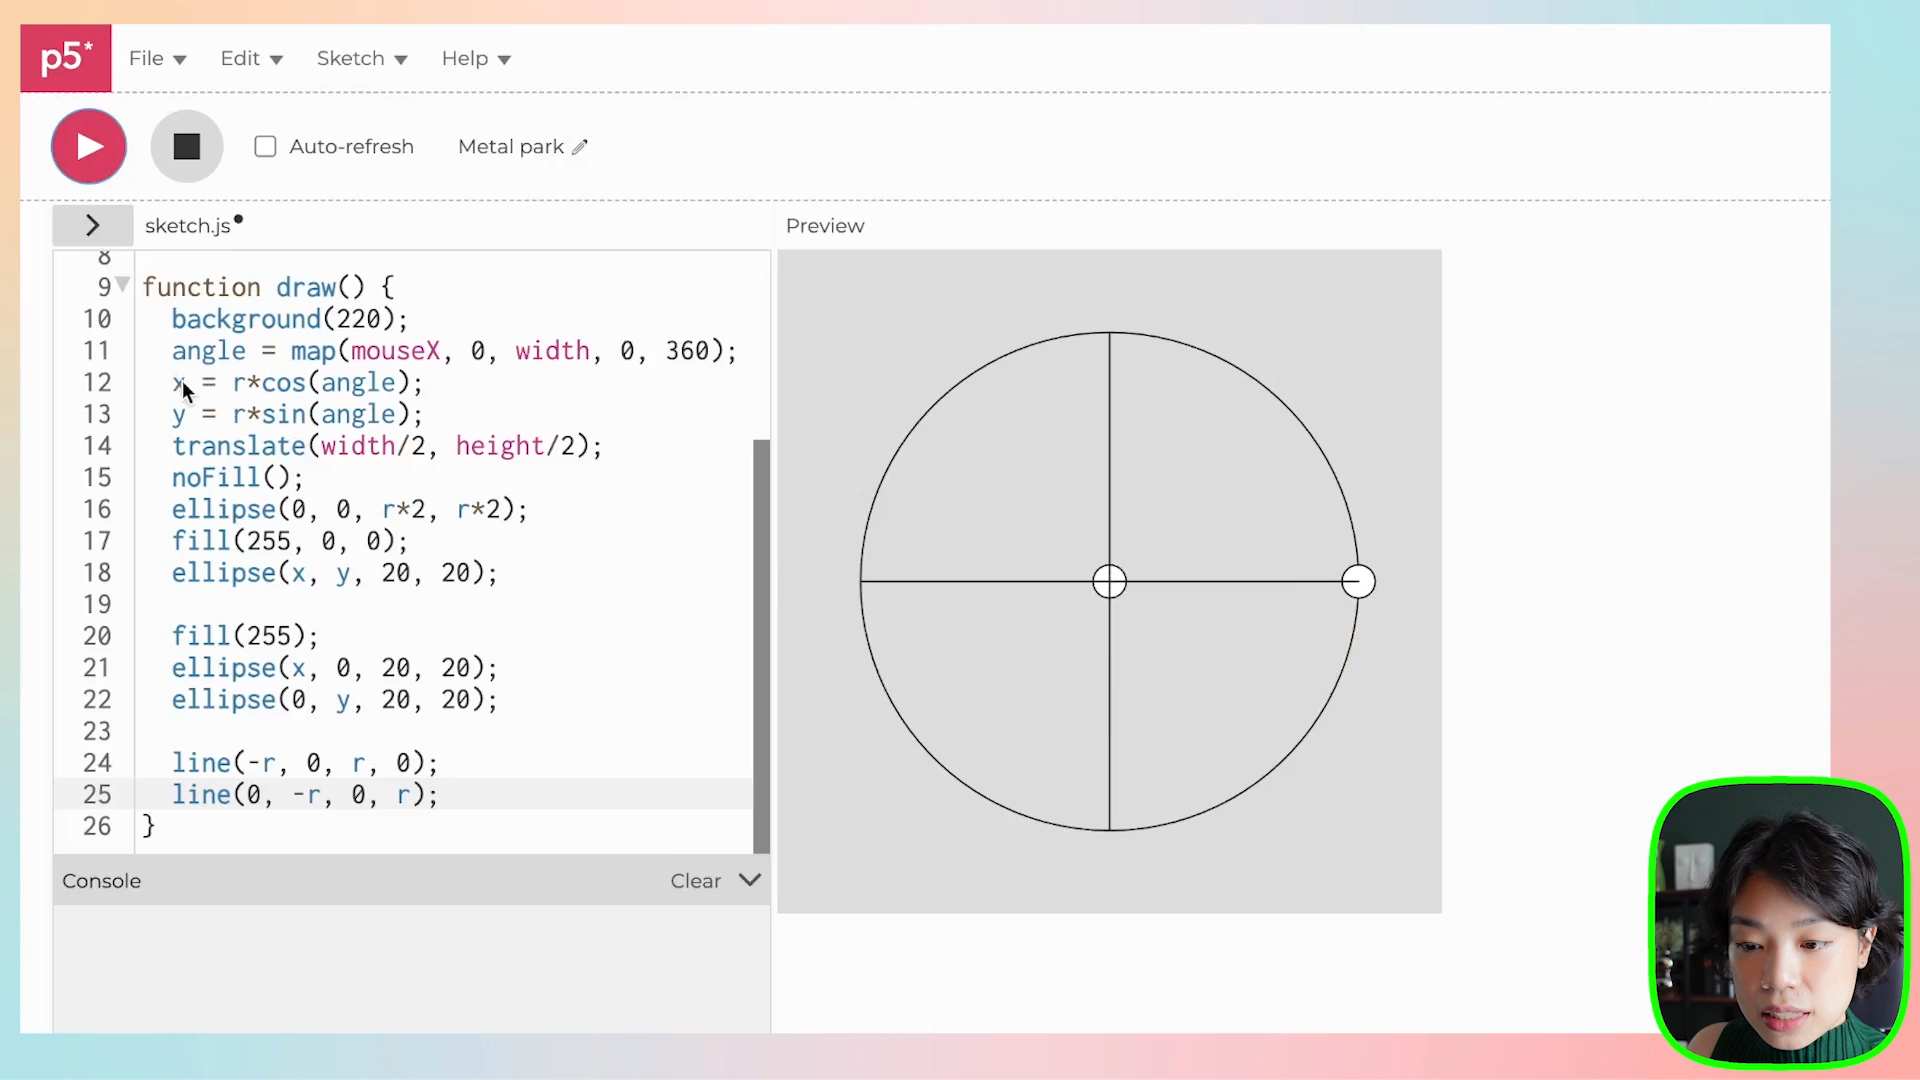 p5* File Edit Sketch Help
Auto-refresh Metal park
sketch.js Preview
8
9 function draw() {
10 background(220);
11 angle = map(mouseX, 0, width, 0, 360);
12 x = r*cos(angle);
13 y = r*sin(angle);
14 translate(width/2, height/2);
15 noFill();
16 ellipse(0, 0, r*2, r*2);
17 fill(255, 0, 0);
18 ellipse(x, y, 20, 20);
19
20 fill(255);
21 ellipse(x, 0, 20, 20);
22 ellipse(0, y, 20, 20);
23
24 line(-r, 0, r, 0);
25 line(0, -r, 0, r);
26 }
Console Clear